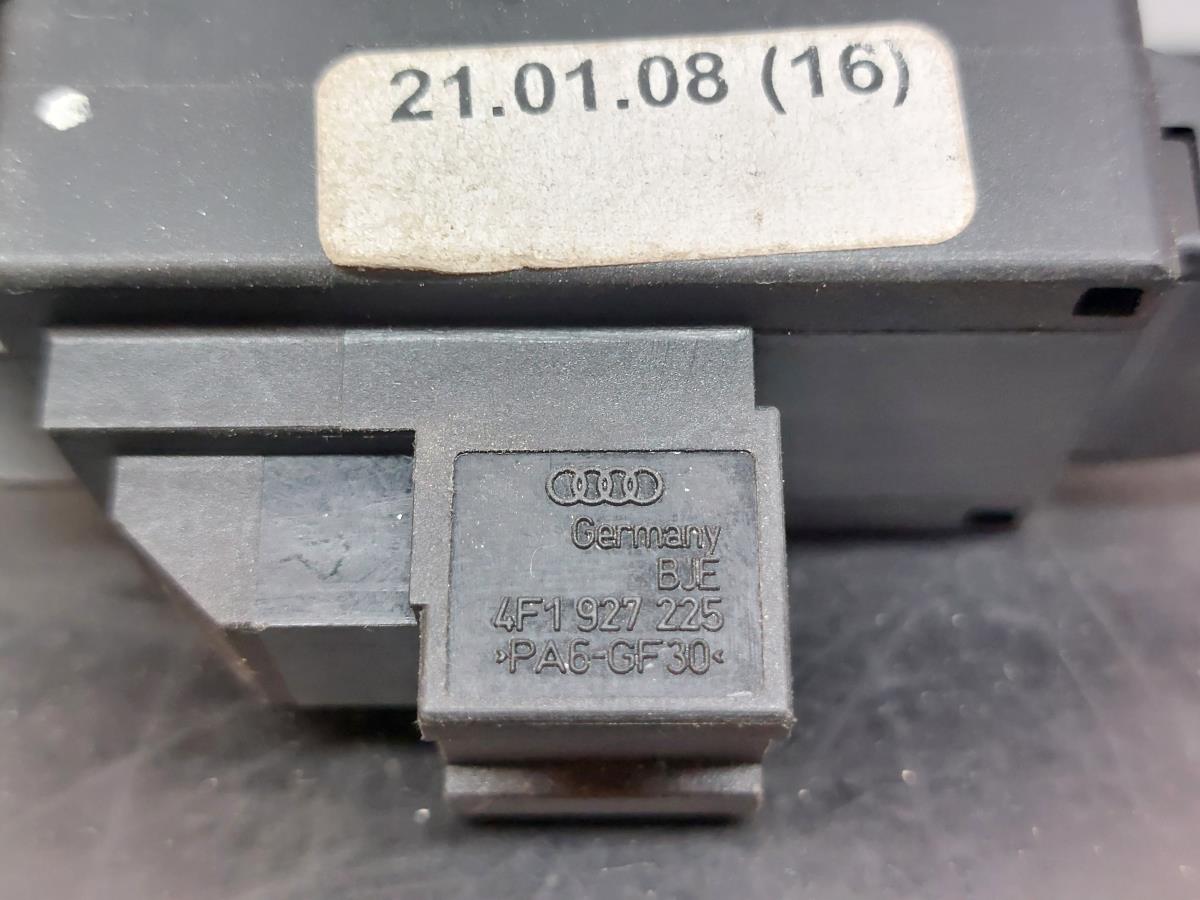 21.01.08 (16)
Germany
BJE
4F1 927 225
>PA6-GF30<